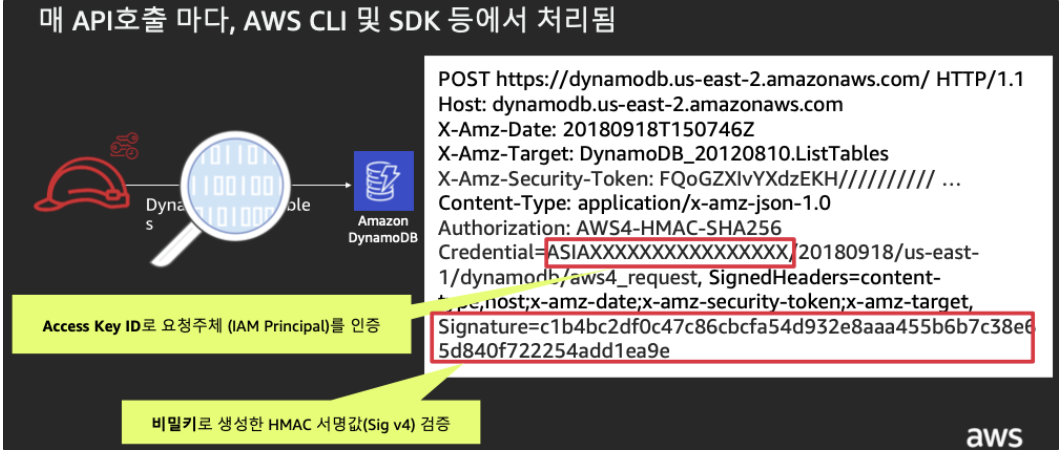 매 API호출 마다, AWS CLI 및 SDK 등에서 처리됨
POST https://dynamodb.us-east-2.amazonaws.com/ HTTP/1.1
Host: dynamodb.us-east-2.amazonaws.com
X-Amz-Date: 20180918T150746Z
X-Amz-Target: DynamoDB_20120810.ListTables
X-Amz-Security-Token: FQoGZXIvYXdzEKH////////// ...
Content-Type: application/x-amz-json-1.0
Authorization: AWS4-HMAC-SHA256
Credential=ASIAXXXXXXXXXXXXXXXX/20180918/us-east-
1/dynamodb/aws4_request, SignedHeaders=content-
type;host;x-amz-date;x-amz-security-token;x-amz-target,
Signature=c1b4bc2df0c47c86cbcfa54d932e8aaa455b6b7c38e6
5d840f722254add1ea9e
1011010
1100100
010100
Amazon
DynamoDB
Access Key ID로 요청주체 (IAM Principal)를 인증
비밀키로 생성한 HMAC 서명값(Sig v4) 검증
aws